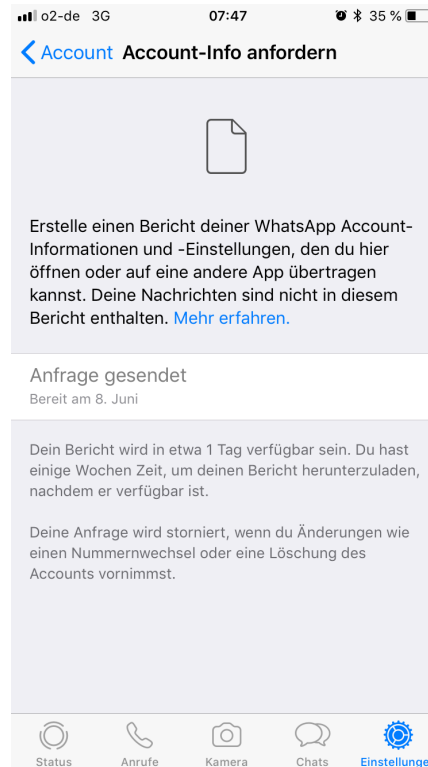 o2-de 3G 07:47 35 %
Account Account-Info anfordern
Erstelle einen Bericht deiner WhatsApp Account-
Informationen und -Einstellungen, den du hier
öffnen oder auf eine andere App übertragen
kannst. Deine Nachrichten sind nicht in diesem
Bericht enthalten. Mehr erfahren.
Anfrage gesendet
Bereit am 8. Juni
Dein Bericht wird in etwa 1 Tag verfügbar sein. Du hast
einige Wochen Zeit, um deinen Bericht herunterzuladen,
nachdem er verfügbar ist.
Deine Anfrage wird storniert, wenn du Änderungen wie
einen Nummernwechsel oder eine Löschung des
Accounts vornimmst.
Status Anrufe Kamera Chats Einstellunge